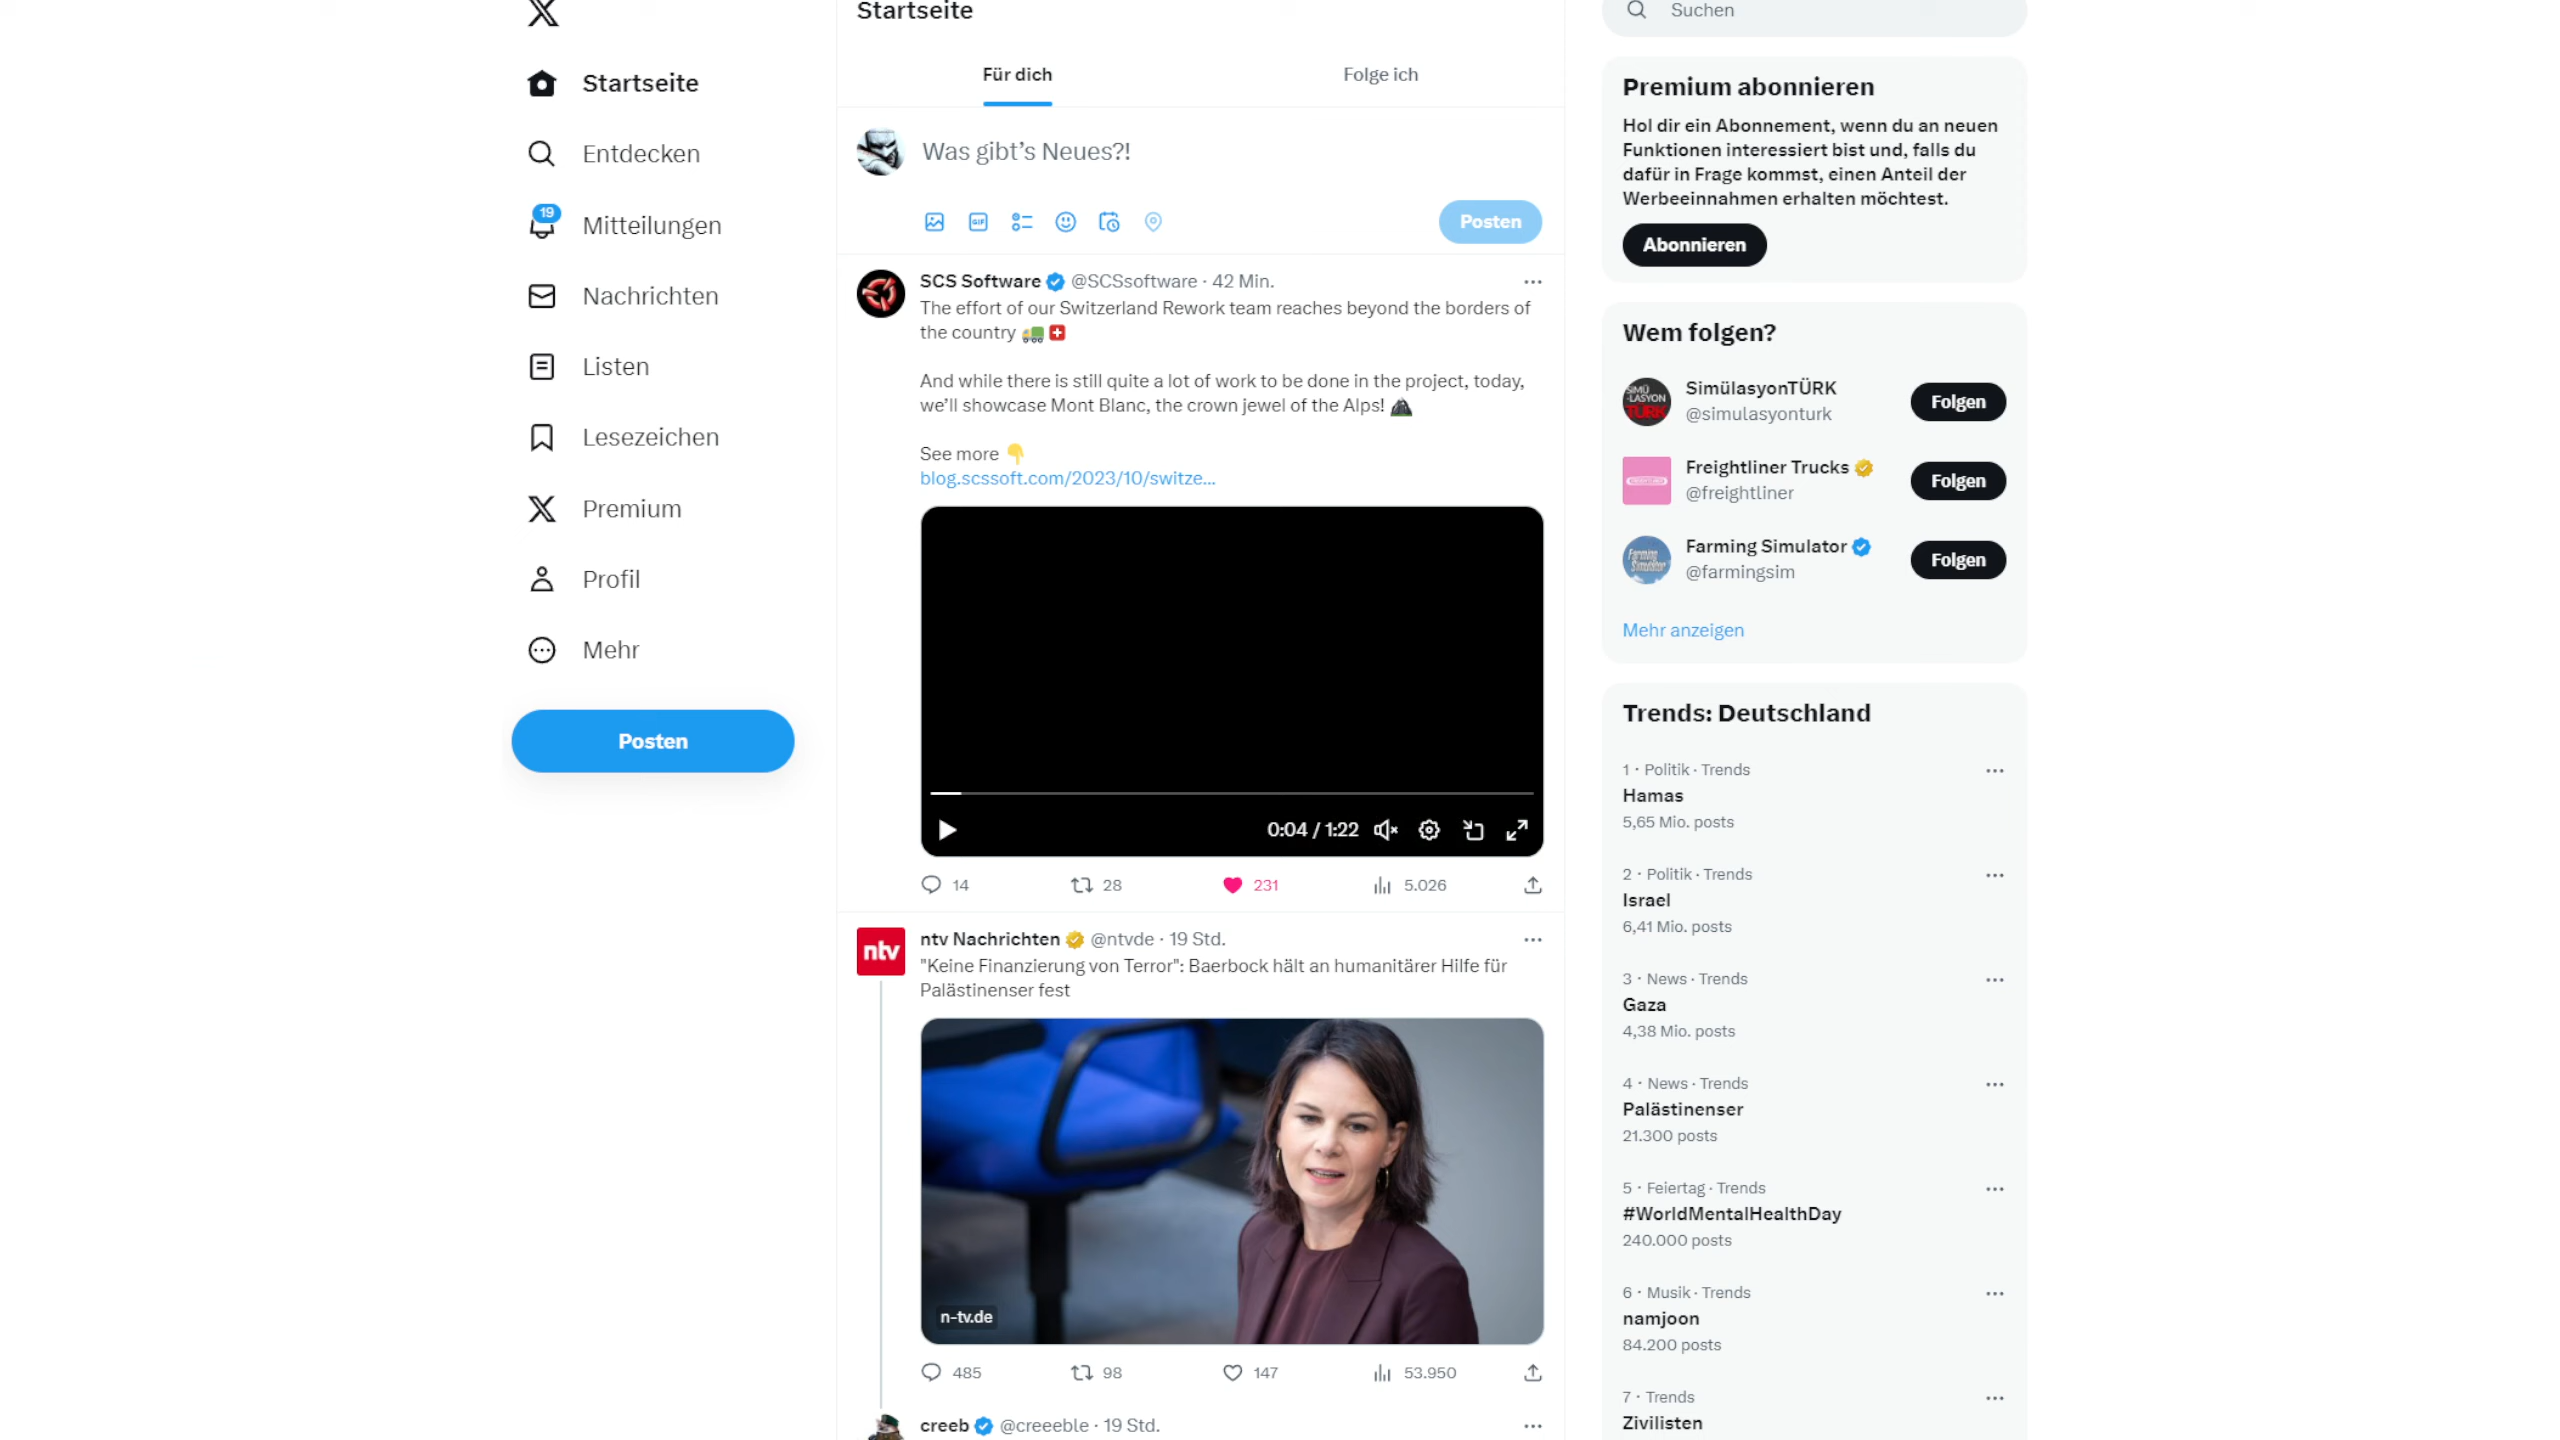 Startseite
Entdecken
19
Mitteilungen
Nachrichten
Listen
Lesezeichen
Premium
Profil
Mehr
Posten
Startseite
Für dich
Folge ich
Was gibt's Neues?!
GIF
Posten
SCS Software @SCSsoftware · 42 Min.
The effort of our Switzerland Rework team reaches beyond the borders of
the country
And while there is still quite a lot of work to be done in the project, today,
we'll showcase Mont Blanc, the crown jewel of the Alps!
See more
blog.scssoft.com/2023/10/switze...
0:04 / 1:22
14
28
231
5.026
ntv
ntv Nachrichten @ntvde · 19 Std.
"Keine Finanzierung von Terror": Baerbock hält an humanitärer Hilfe für
Palästinenser fest
n-tv.de
485
98
147
53.950
creeb @creeeble · 19 Std.
Suchen
Premium abonnieren
Hol dir ein Abonnement, wenn du an neuen
Funktionen interessiert bist und, falls du
dafür in Frage kommst, einen Anteil der
Werbeeinnahmen erhalten möchtest.
Abonnieren
Wem folgen?
SIMÜ
-LASYON
TÜRK
SimülasyonTÜRK
@simulasyonturk
Folgen
Freightliner Trucks
@freightliner
Folgen
Farming
Simulator
Farming Simulator
@farmingsim
Folgen
Mehr anzeigen
Trends: Deutschland
1 · Politik · Trends
Hamas
5,65 Mio. posts
2 · Politik · Trends
Israel
6,41 Mio. posts
3 · News · Trends
Gaza
4,38 Mio. posts
4 · News · Trends
Palästinenser
21.300 posts
5 · Feiertag · Trends
#WorldMentalHealthDay
240.000 posts
6 · Musik · Trends
namjoon
84.200 posts
7 · Trends
Zivilisten